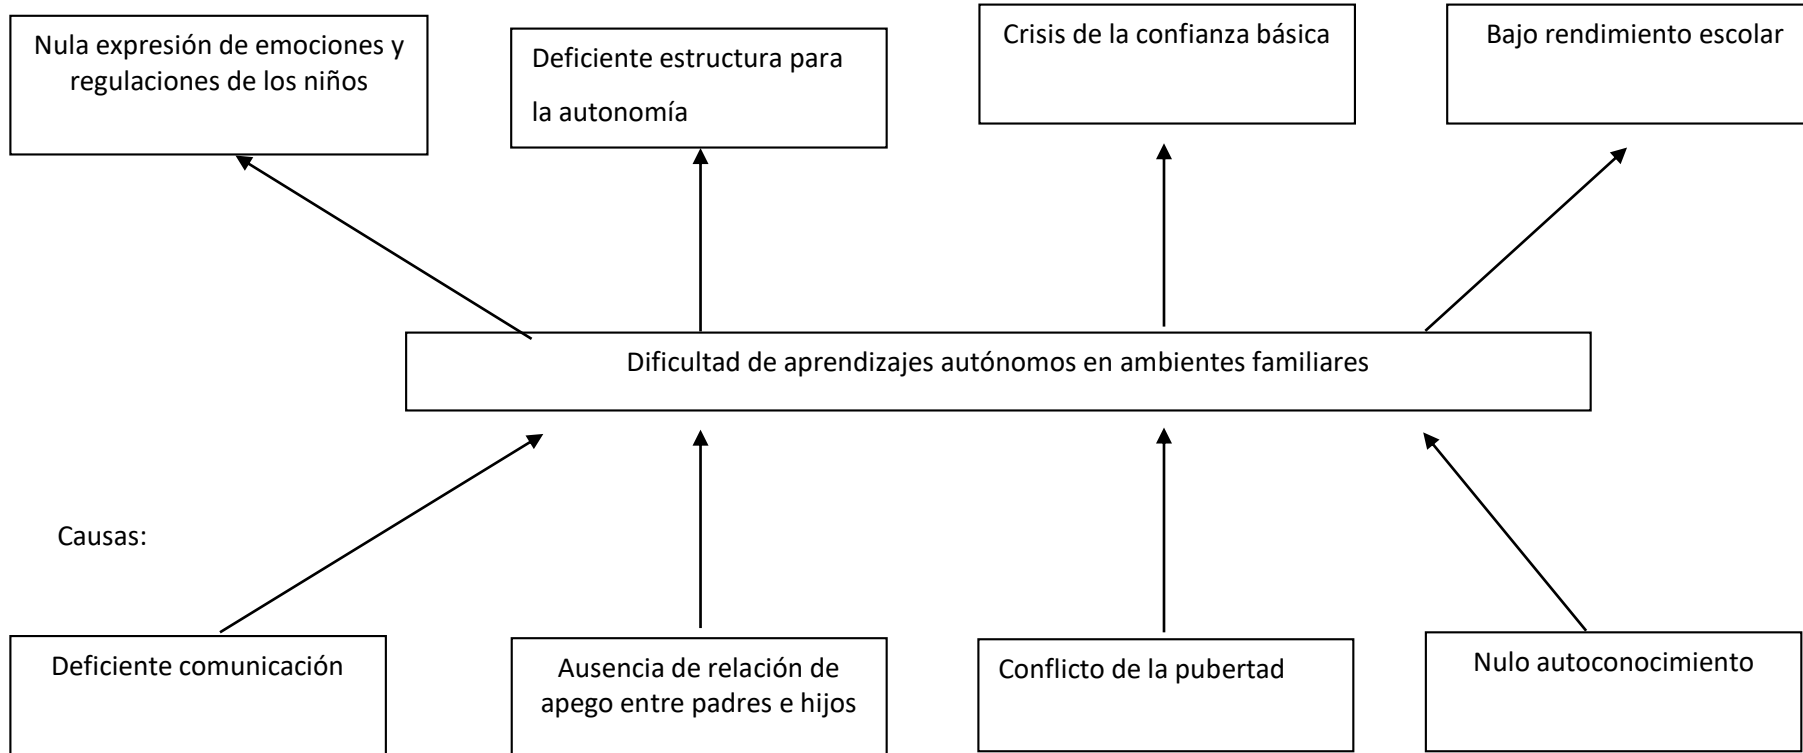 Nula expresión de emociones y
regulaciones de los niños
Deficiente estructura para
la autonomía
Crisis de la confianza básica
Bajo rendimiento escolar
Dificultad de aprendizajes autónomos en ambientes familiares
Causas:
Deficiente comunicación
Ausencia de relación de
apego entre padres e hijos
Conflicto de la pubertad
Nulo autoconocimiento